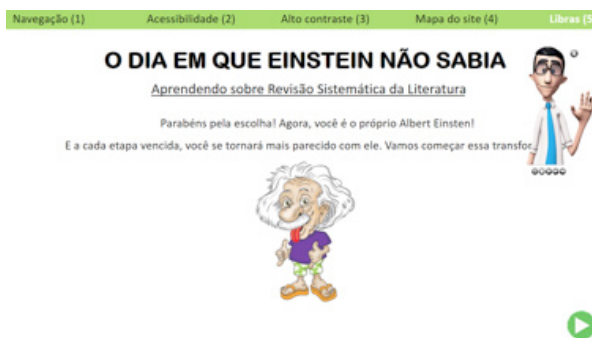 Navegação (1) Acessibilidade (2) Alto contraste (3) Mapa do site (4) Libras (5
O DIA EM QUE EINSTEIN NÃO SABIA
Aprendendo sobre Revisão Sistemática da Literatura
Parabéns pela escolha! Agora, você é o próprio Albert Einsten!
E a cada etapa vencida, você se tornará mais parecido com ele. Vamos começar essa transfor